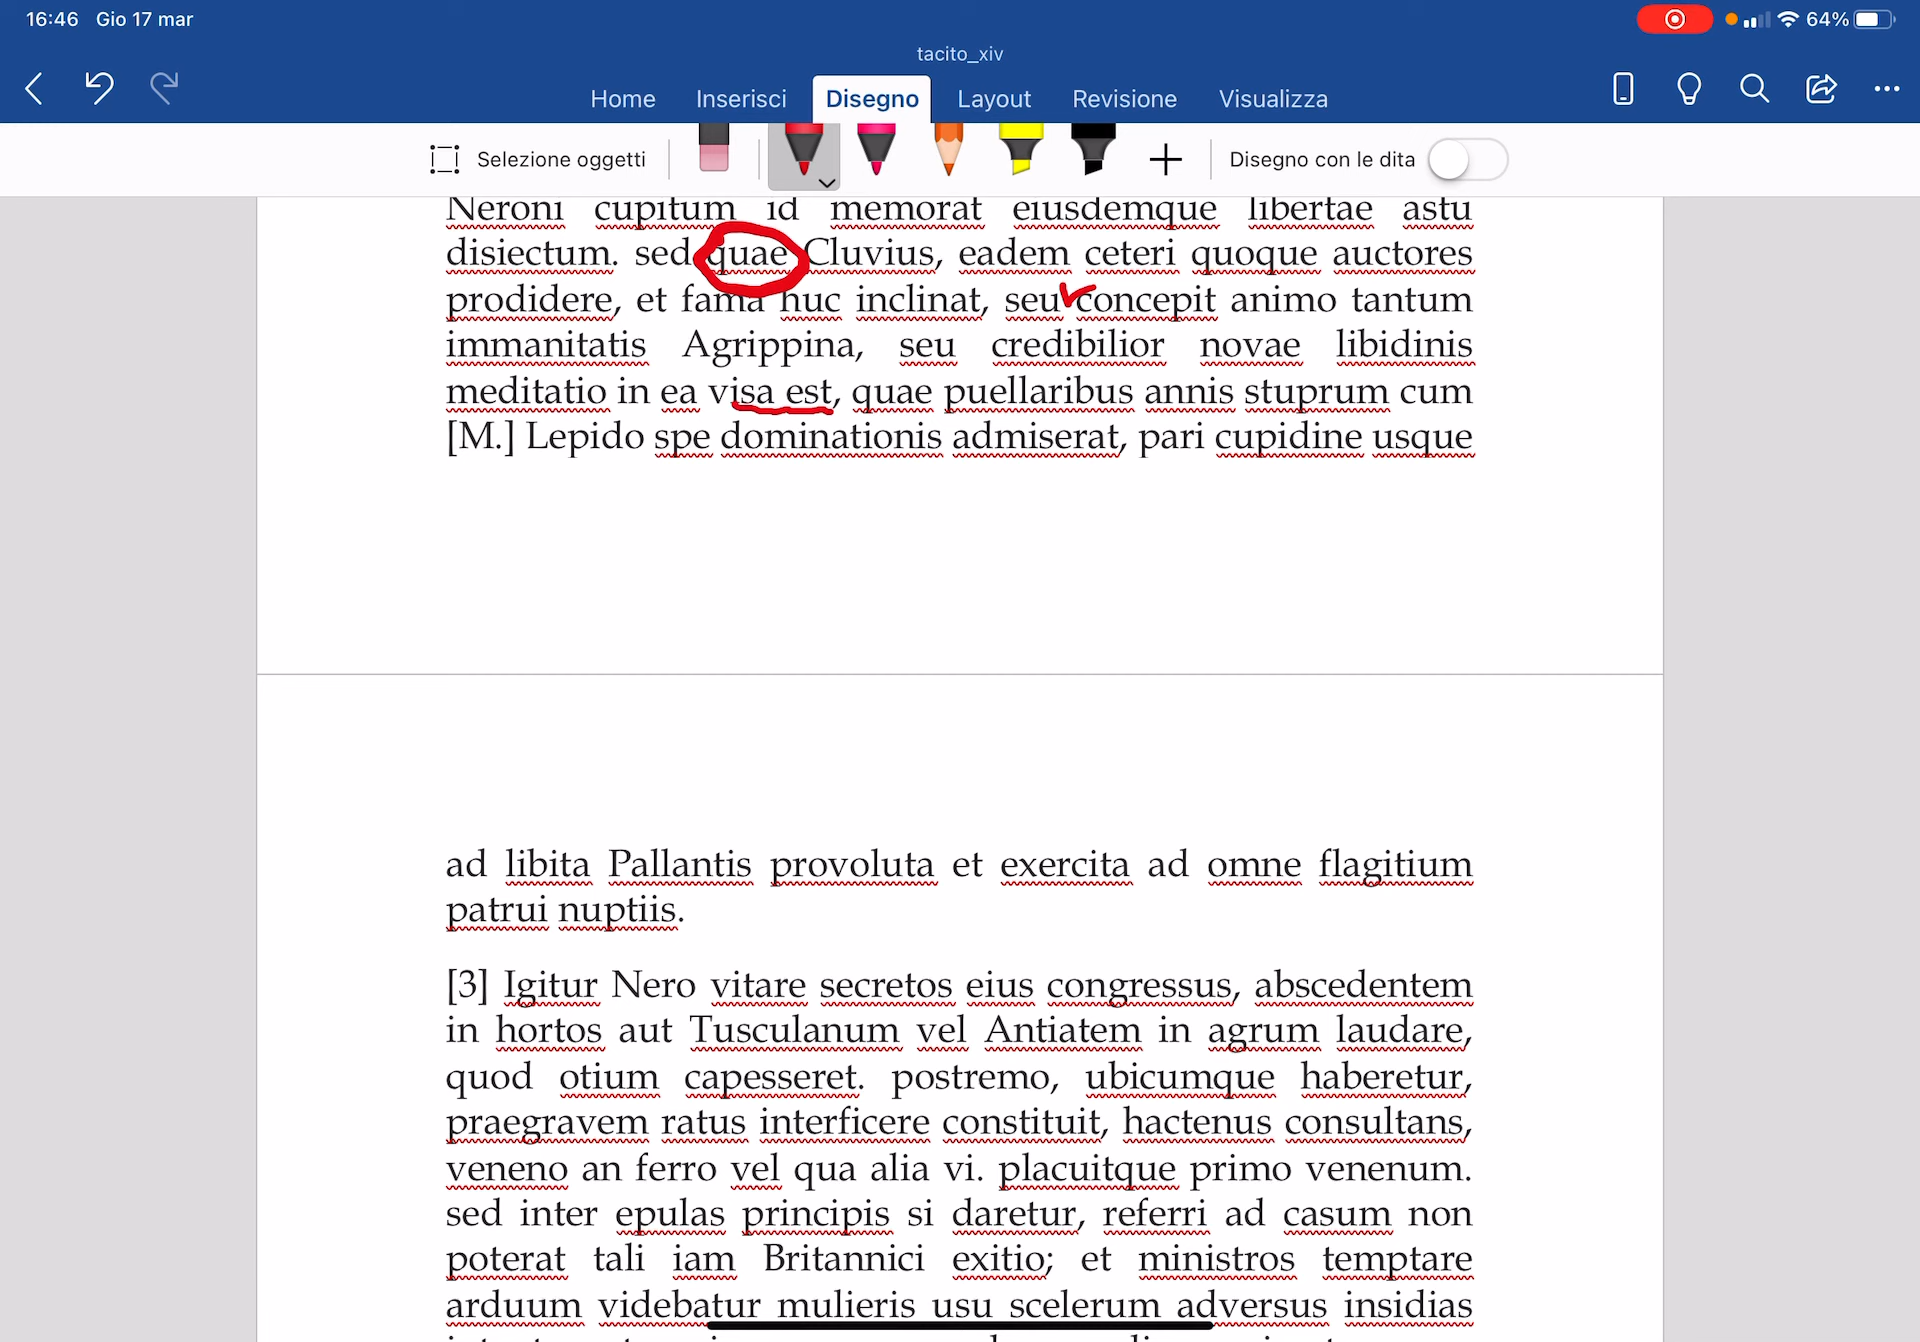 16:46 Gio 17 mar
64%
tacito_xiv
Home Inserisci Disegno Layout Revisione Visualizza
Selezione oggetti
Disegno con le dita
Neroni cupitum id memorat eiusdemque libertae astu
disiectum. sed quae Cluvius, eadem ceteri quoque auctores
prodidere, et fama huc inclinat, seu concepit animo tantum
immanitatis Agrippina, seu credibilior novae libidinis
meditatio in ea visa est, quae puellaribus annis stuprum cum
[M.] Lepido spe dominationis admiserat, pari cupidine usque
ad libita Pallantis provoluta et exercita ad omne flagitium
patrui nuptiis.
[3] Igitur Nero vitare secretos eius congressus, abscedentem
in hortos aut Tusculanum vel Antiatem in agrum laudare,
quod otium capesseret. postremo, ubicumque haberetur,
praegravem ratus interficere constituit, hactenus consultans,
veneno an ferro vel qua alia vi. placuitque primo venenum.
sed inter epulas principis si daretur, referri ad casum non
poterat tali iam Britannici exitio; et ministros temptare
arduum videbatur mulieris usu scelerum adversus insidias